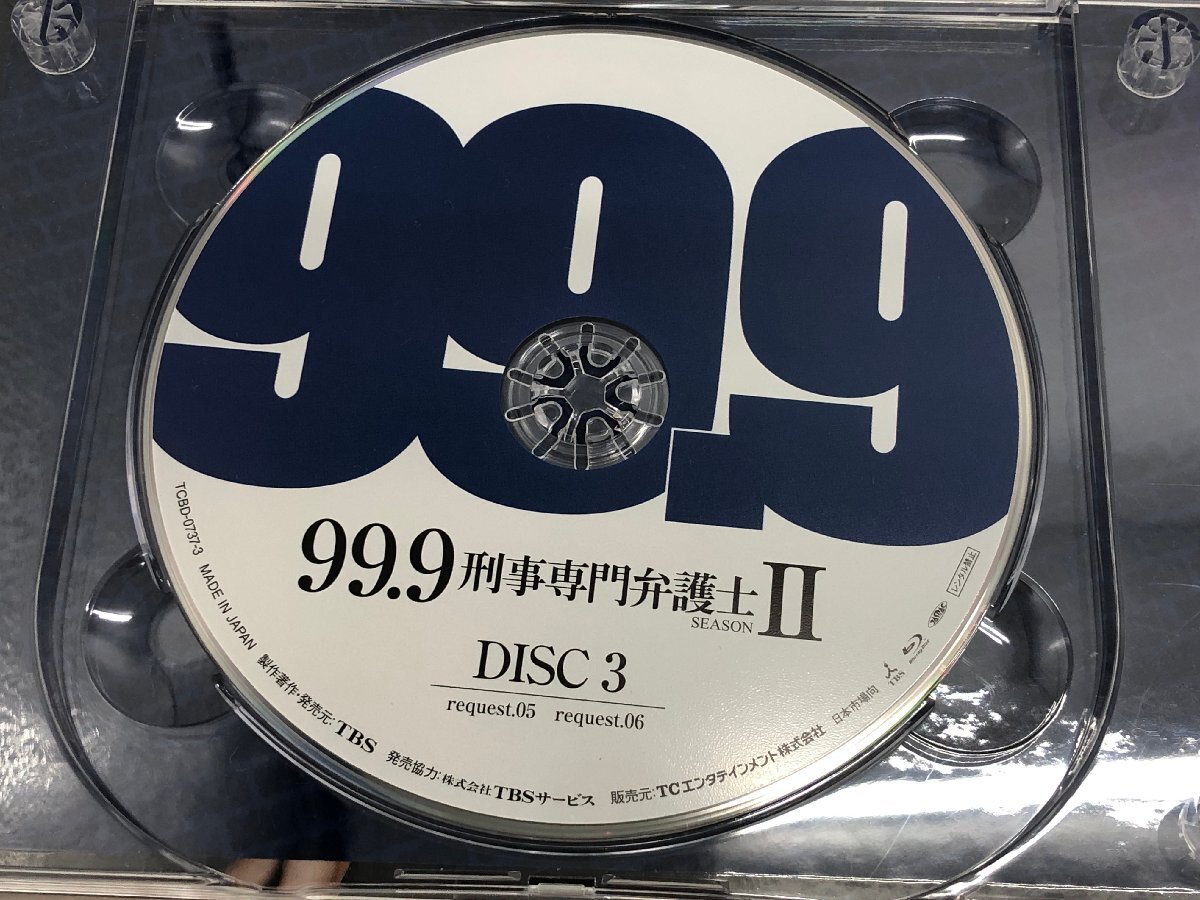 99.9
99.9 刑事専門弁護士 SEASON II
DISC 3
request.05 request.06
TCBD-0737-3 MADE IN JAPAN 製作著作・発売元:TBS 発売協力:株式会社TBSサービス 販売元:TCエンタテインメント株式会社 日本市場向
TBS
Blu-ray Disc
レンタル禁止